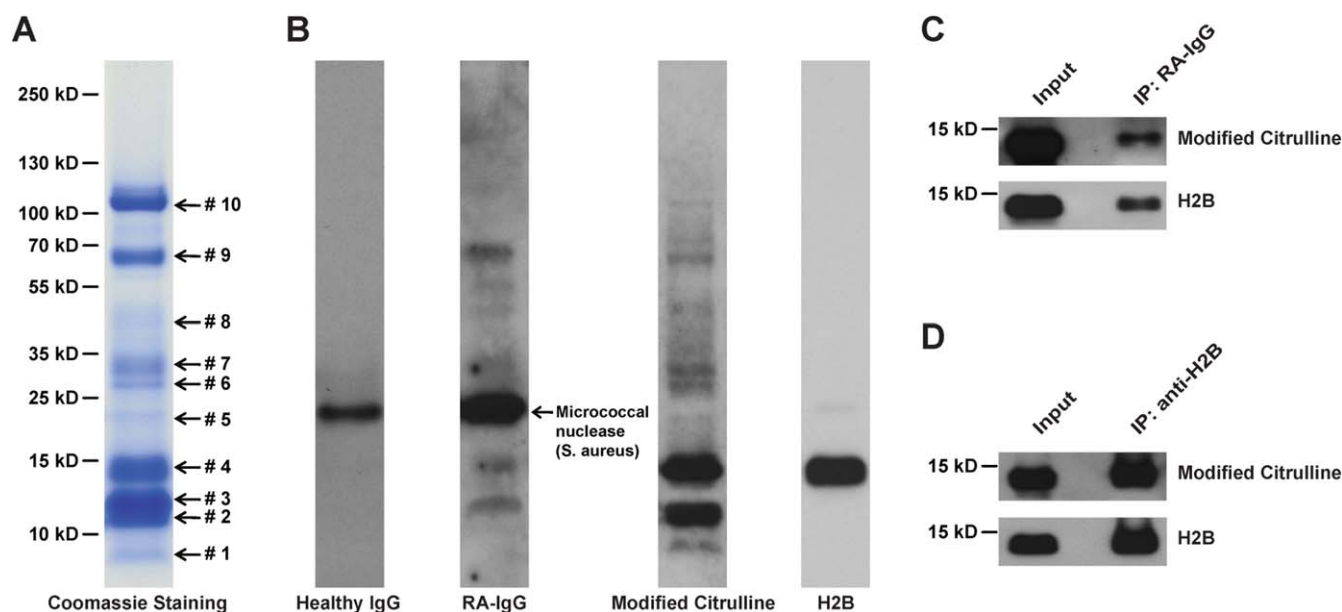 A
250 kD
130 kD
100 kD
70 kD
55 kD
35 kD
25 kD
15 kD
10 kD
# 10
# 9
# 8
# 7
# 6
# 5
# 4
# 3
# 2
# 1
Coomassie Staining
B
Micrococcal
nuclease
(S. aureus)
Healthy IgG
RA-IgG
Modified Citrulline
H2B
C
Input
IP: RA-IgG
15 kD
Modified Citrulline
15 kD
H2B
D
Input
IP: anti-H2B
15 kD
Modified Citrulline
15 kD
H2B